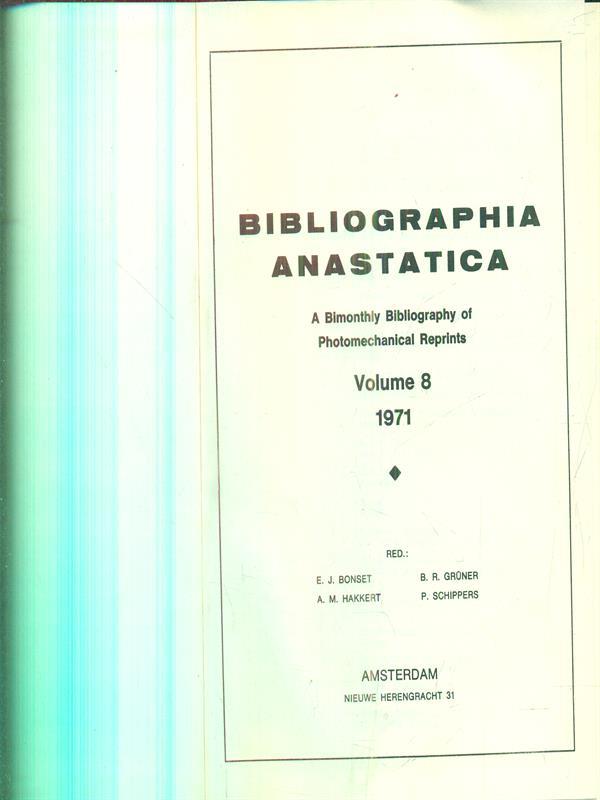 BIBLIOGRAPHIA
ANASTATICA
A Bimonthly Bibliography of
Photomechanical Reprints
Volume 8
1971
RED.:
E. J. BONSET B. R. GRÜNER
A. M. HAKKERT P. SCHIPPERS
AMSTERDAM
NIEUWE HERENGRACHT 31